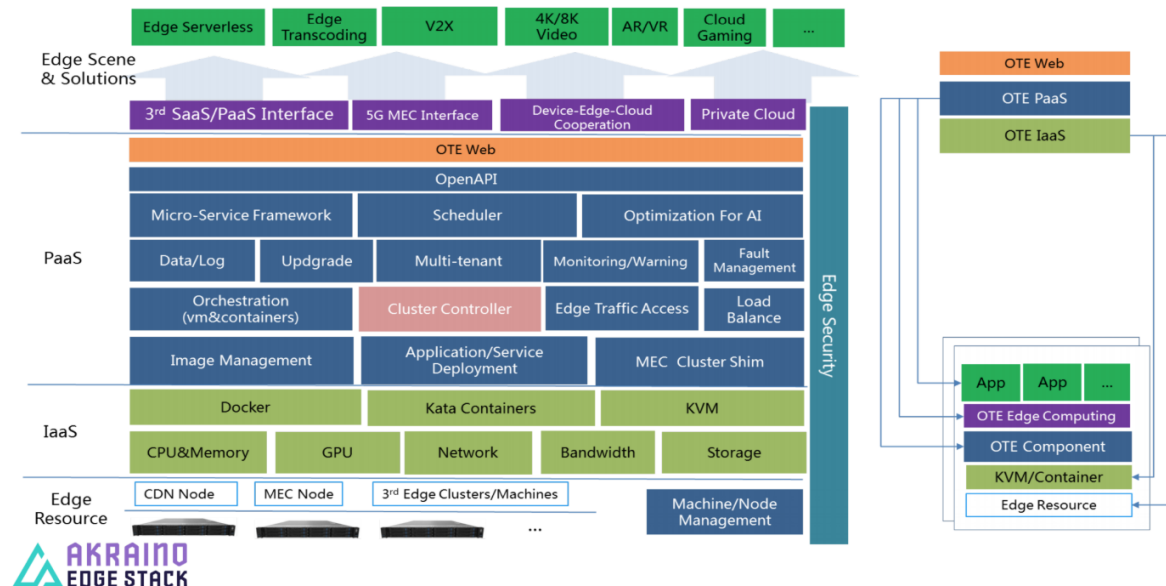 Edge Serverless
Edge
Transcoding
V2X
4K/8K
Video
AR/VR
Cloud
Gaming
...
Edge Scene
& Solutions
3rd SaaS/PaaS Interface
5G MEC Interface
Device-Edge-Cloud
Cooperation
Private Cloud
OTE Web
OpenAPI
Micro-Service Framework
Scheduler
Optimization For AI
PaaS
Data/Log
Updgrade
Multi-tenant
Monitoring/Warning
Fault
Management
Orchestration
(vm&containers)
Cluster Controller
Edge Traffic Access
Load
Balance
Image Management
Application/Service
Deployment
MEC Cluster Shim
IaaS
Docker
Kata Containers
KVM
CPU&Memory
GPU
Network
Bandwidth
Storage
Edge
Resource
CDN Node
MEC Node
3rd Edge Clusters/Machines
...
Machine/Node
Management
Edge Security
AKRAINO
EDGE STACK
OTE Web
OTE PaaS
OTE IaaS
App
App
...
OTE Edge Computing
OTE Component
KVM/Container
Edge Resource